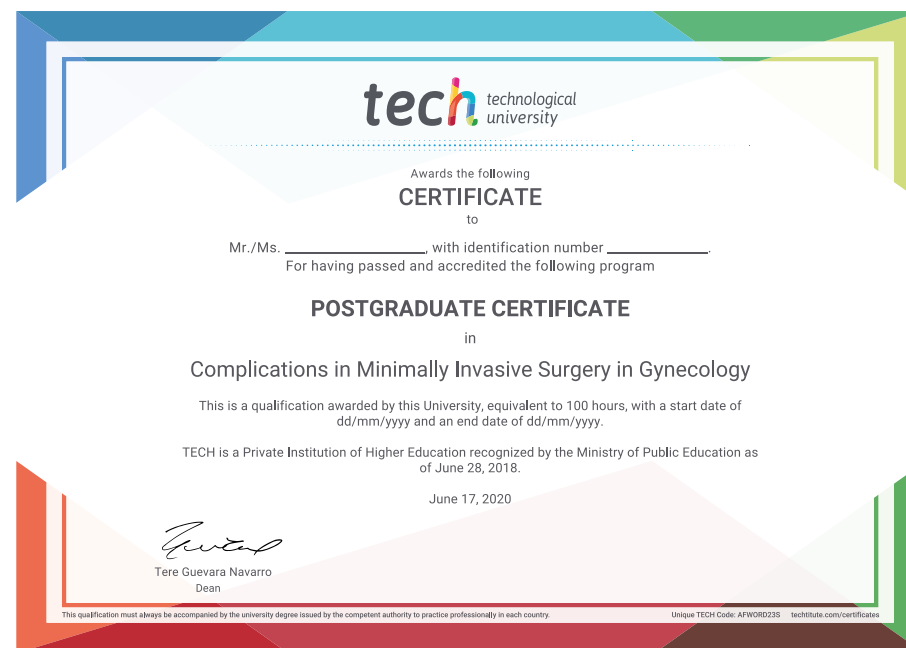 tech technological
university
Awards the following
CERTIFICATE
to
Mr./Ms. ____________________, with identification number ______________.
For having passed and accredited the following program
POSTGRADUATE CERTIFICATE
in
Complications in Minimally Invasive Surgery in Gynecology
This is a qualification awarded by this University, equivalent to 100 hours, with a start date of
dd/mm/yyyy and an end date of dd/mm/yyyy.
TECH is a Private Institution of Higher Education recognized by the Ministry of Public Education as
of June 28, 2018.
June 17, 2020
Tere Guevara Navarro
Dean
This qualification must always be accompanied by the university degree issued by the competent authority to practice professionally in each country. Unique TECH Code: AFWORD23S techtitute.com/certificates